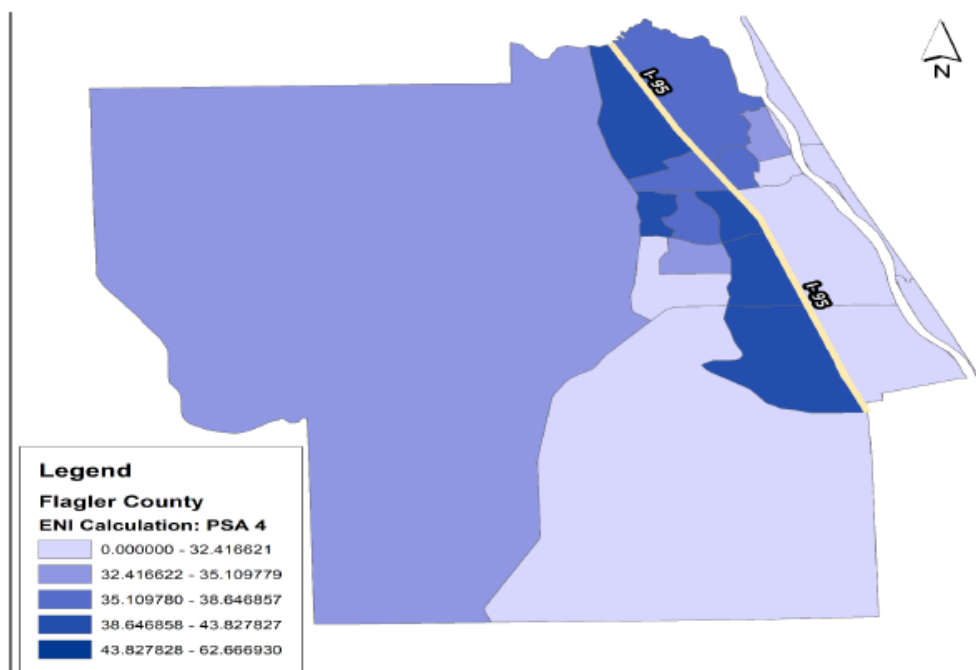 N
I-95
I-95
Legend
Flagler County
ENI Calculation: PSA 4
0.000000 - 32.416621
32.416622 - 35.109779
35.109780 - 38.646857
38.646858 - 43.827827
43.827828 - 62.666930